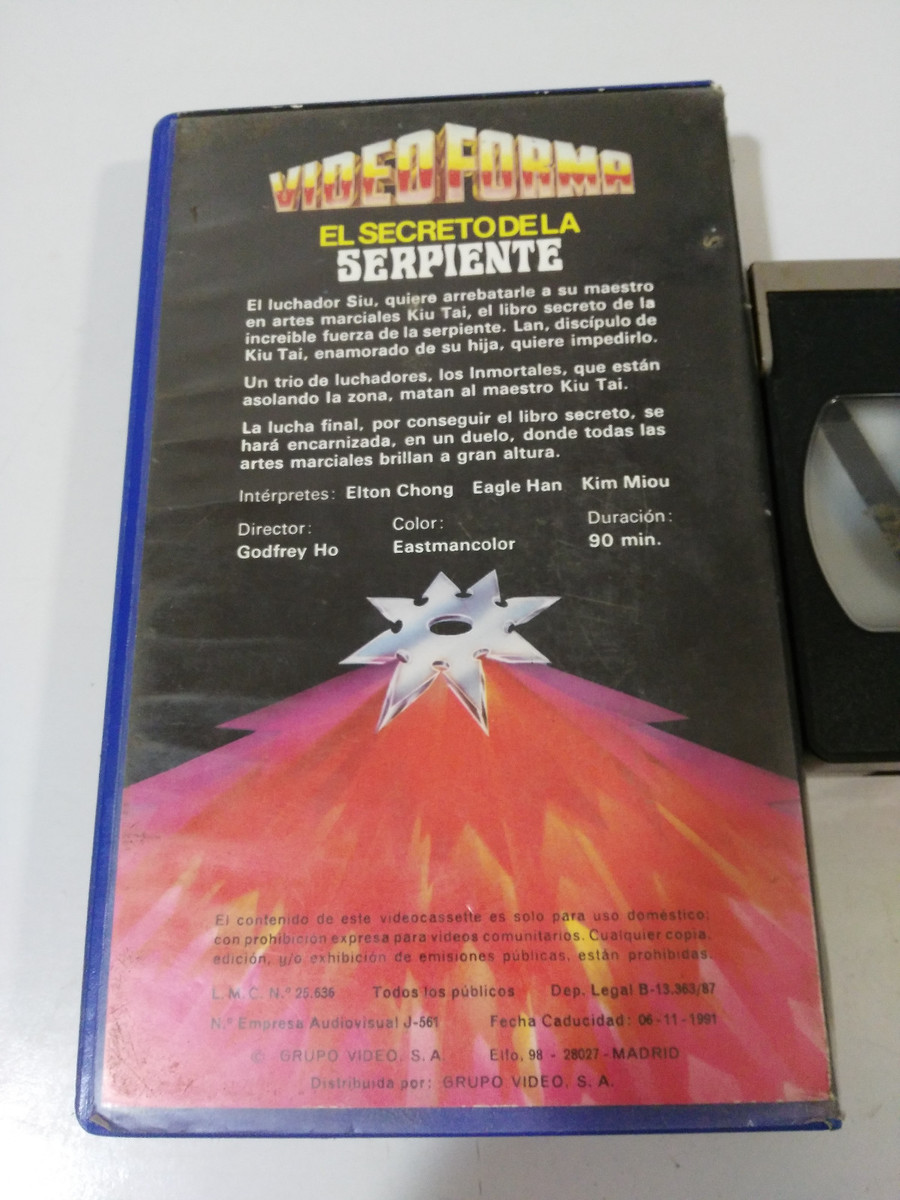 VIDEO FORMA
EL SECRETO DE LA
SERPIENTE
El luchador Siu, quiere arrebatarle a su maestro
en artes marciales Kiu Tai, el libro secreto de la
increible fuerza de la serpiente. Lan, discípulo de
Kiu Tai, enamorado de su hija, quiere impedirlo.
Un trio de luchadores, los Inmortales, que están
asolando la zona, matan al maestro Kiu Tai.
La lucha final, por conseguir el libro secreto, se
hará encarnizada, en un duelo, donde todas las
artes marciales brillan a gran altura.
Intérpretes: Elton Chong Eagle Han Kim Miou
Director: Color: Duración:
Godfrey Ho Eastmancolor 90 min.
El contenido de este videocassette es solo para uso doméstico;
con prohibición expresa para videos comunitarios. Cualquier copia,
edición, y/o exhibición de emisiones públicas, están prohibidas.
L.M.C. N.º 25.636 Todos los públicos Dep. Legal B-13.363/87
N.º Empresa Audiovisual J-561 Fecha Caducidad: 06-11-1991
© GRUPO VIDEO, S.A. Elfo, 98 - 28027 - MADRID
Distribuida por: GRUPO VIDEO, S.A.